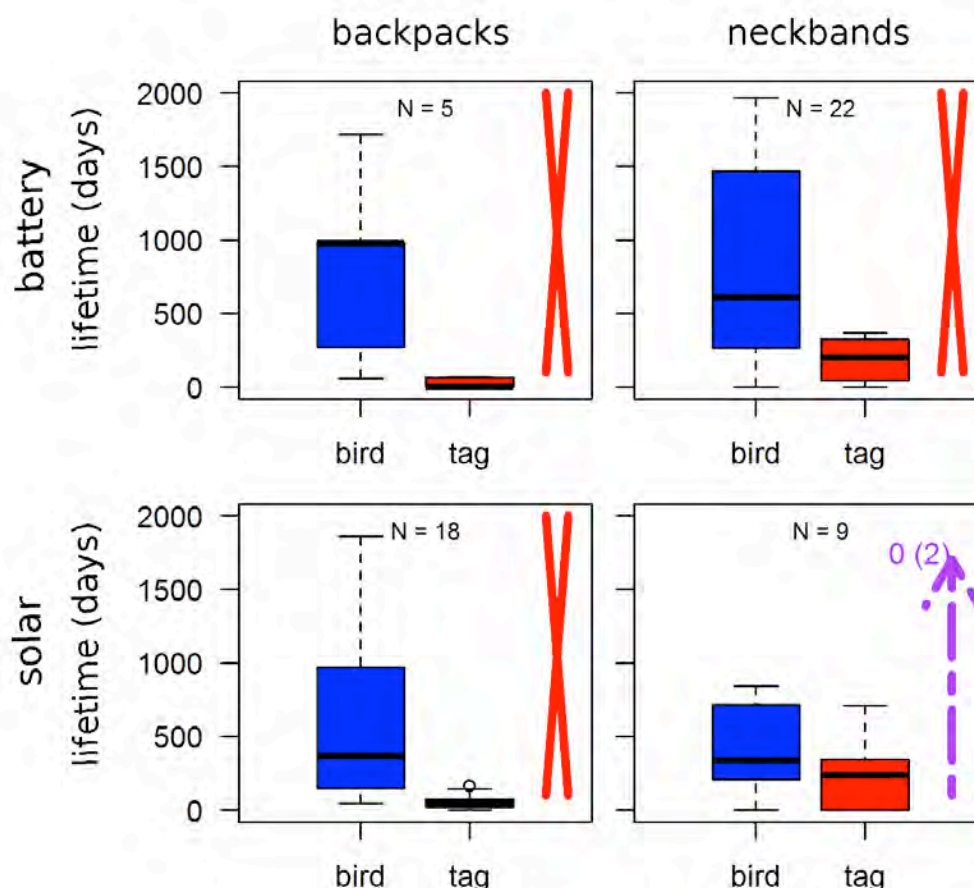 backpacks
neckbands
battery
lifetime (days)
2000
1500
1000
500
0
N = 5
bird
tag
N = 22
bird
tag
solar
lifetime (days)
2000
1500
1000
500
0
N = 18
bird
tag
N = 9
0 (2)
bird
tag